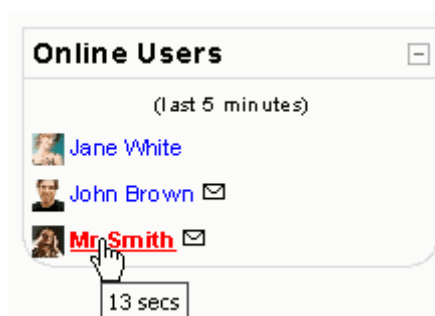 Online Users
(last 5 minutes)
Jane White
John Brown
Mr Smith
13 secs